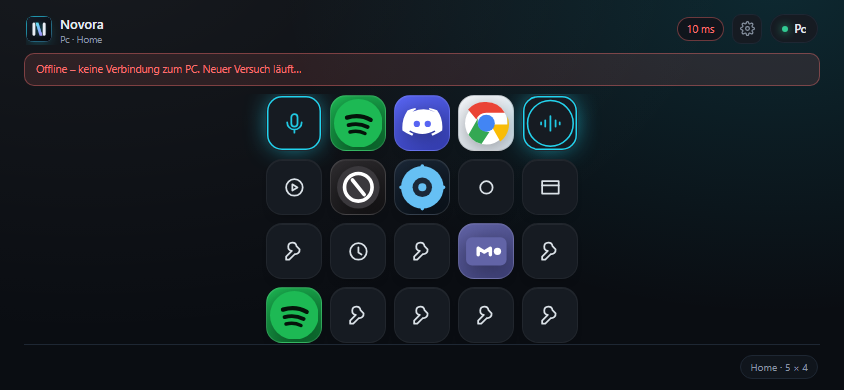 Novora
Pc · Home
10 ms
Pc
Offline – keine Verbindung zum PC. Neuer Versuch läuft...
Home · 5 × 4